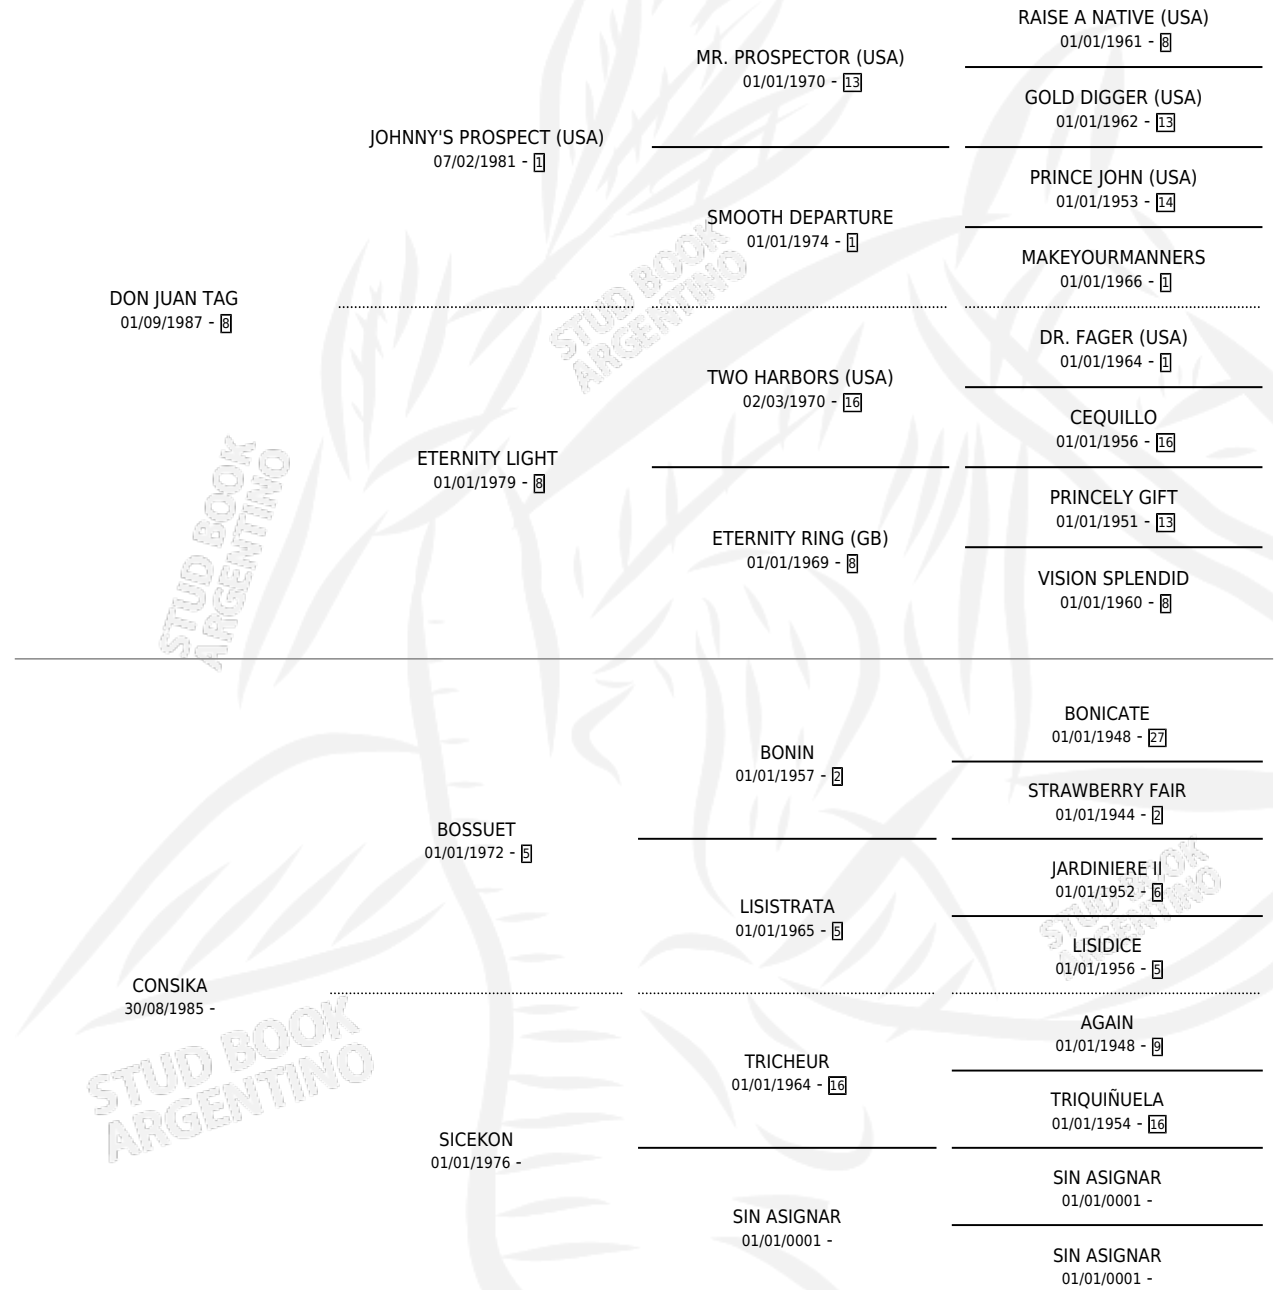 RAISE A NATIVE (USA)
01/01/1961 - 8
MR. PROSPECTOR (USA)
01/01/1970 - 13
GOLD DIGGER (USA)
01/01/1962 - 13
JOHNNY'S PROSPECT (USA)
07/02/1981 - 1
PRINCE JOHN (USA)
01/01/1953 - 14
SMOOTH DEPARTURE
01/01/1974 - 1
MAKEYOURMANNERS
01/01/1966 - 1
DON JUAN TAG
01/09/1987 - 8
DR. FAGER (USA)
01/01/1964 - 1
TWO HARBORS (USA)
02/03/1970 - 16
CEQUILLO
01/01/1956 - 16
ETERNITY LIGHT
01/01/1979 - 8
PRINCELY GIFT
01/01/1951 - 13
ETERNITY RING (GB)
01/01/1969 - 8
VISION SPLENDID
01/01/1960 - 8
BONICATE
01/01/1948 - 27
BONIN
01/01/1957 - 2
STRAWBERRY FAIR
01/01/1944 - 2
BOSSUET
01/01/1972 - 5
JARDINIERE II
01/01/1952 - 6
LISISTRATA
01/01/1965 - 5
LISIDICE
01/01/1956 - 5
CONSIKA
30/08/1985 -
AGAIN
01/01/1948 - 9
TRICHEUR
01/01/1964 - 16
TRIQUIÑUELA
01/01/1954 - 16
SICEKON
01/01/1976 -
SIN ASIGNAR
01/01/0001 -
SIN ASIGNAR
01/01/0001 -
SIN ASIGNAR
01/01/0001 -
STUD BOOK
ARGENTINO
STUD BOOK
ARGENTINO
STUD BOOK
ARGENTINO
STUD BOOK
ARGENTINO